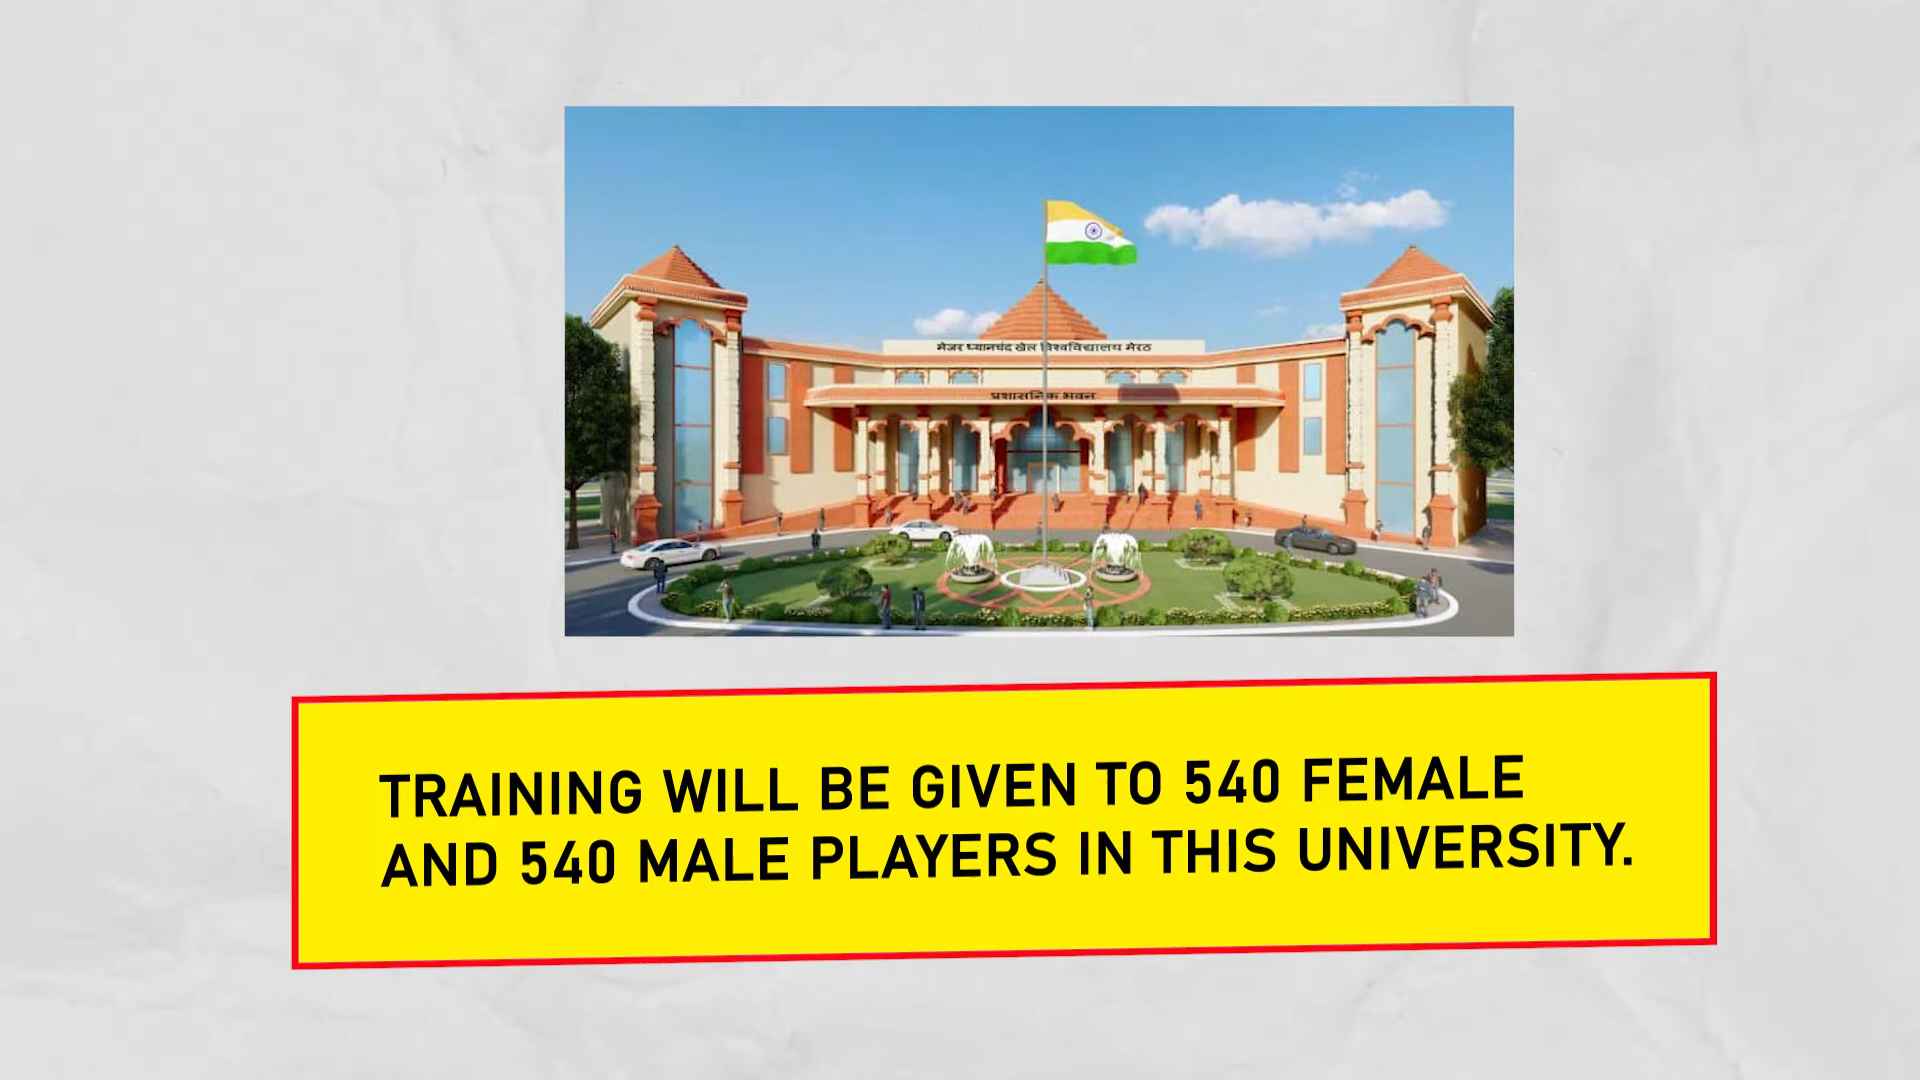 मेजर ध्यानचंद खेल विश्वविद्यालय मेरठ
प्रशासनिक भवन
TRAINING WILL BE GIVEN TO 540 FEMALE
AND 540 MALE PLAYERS IN THIS UNIVERSITY.